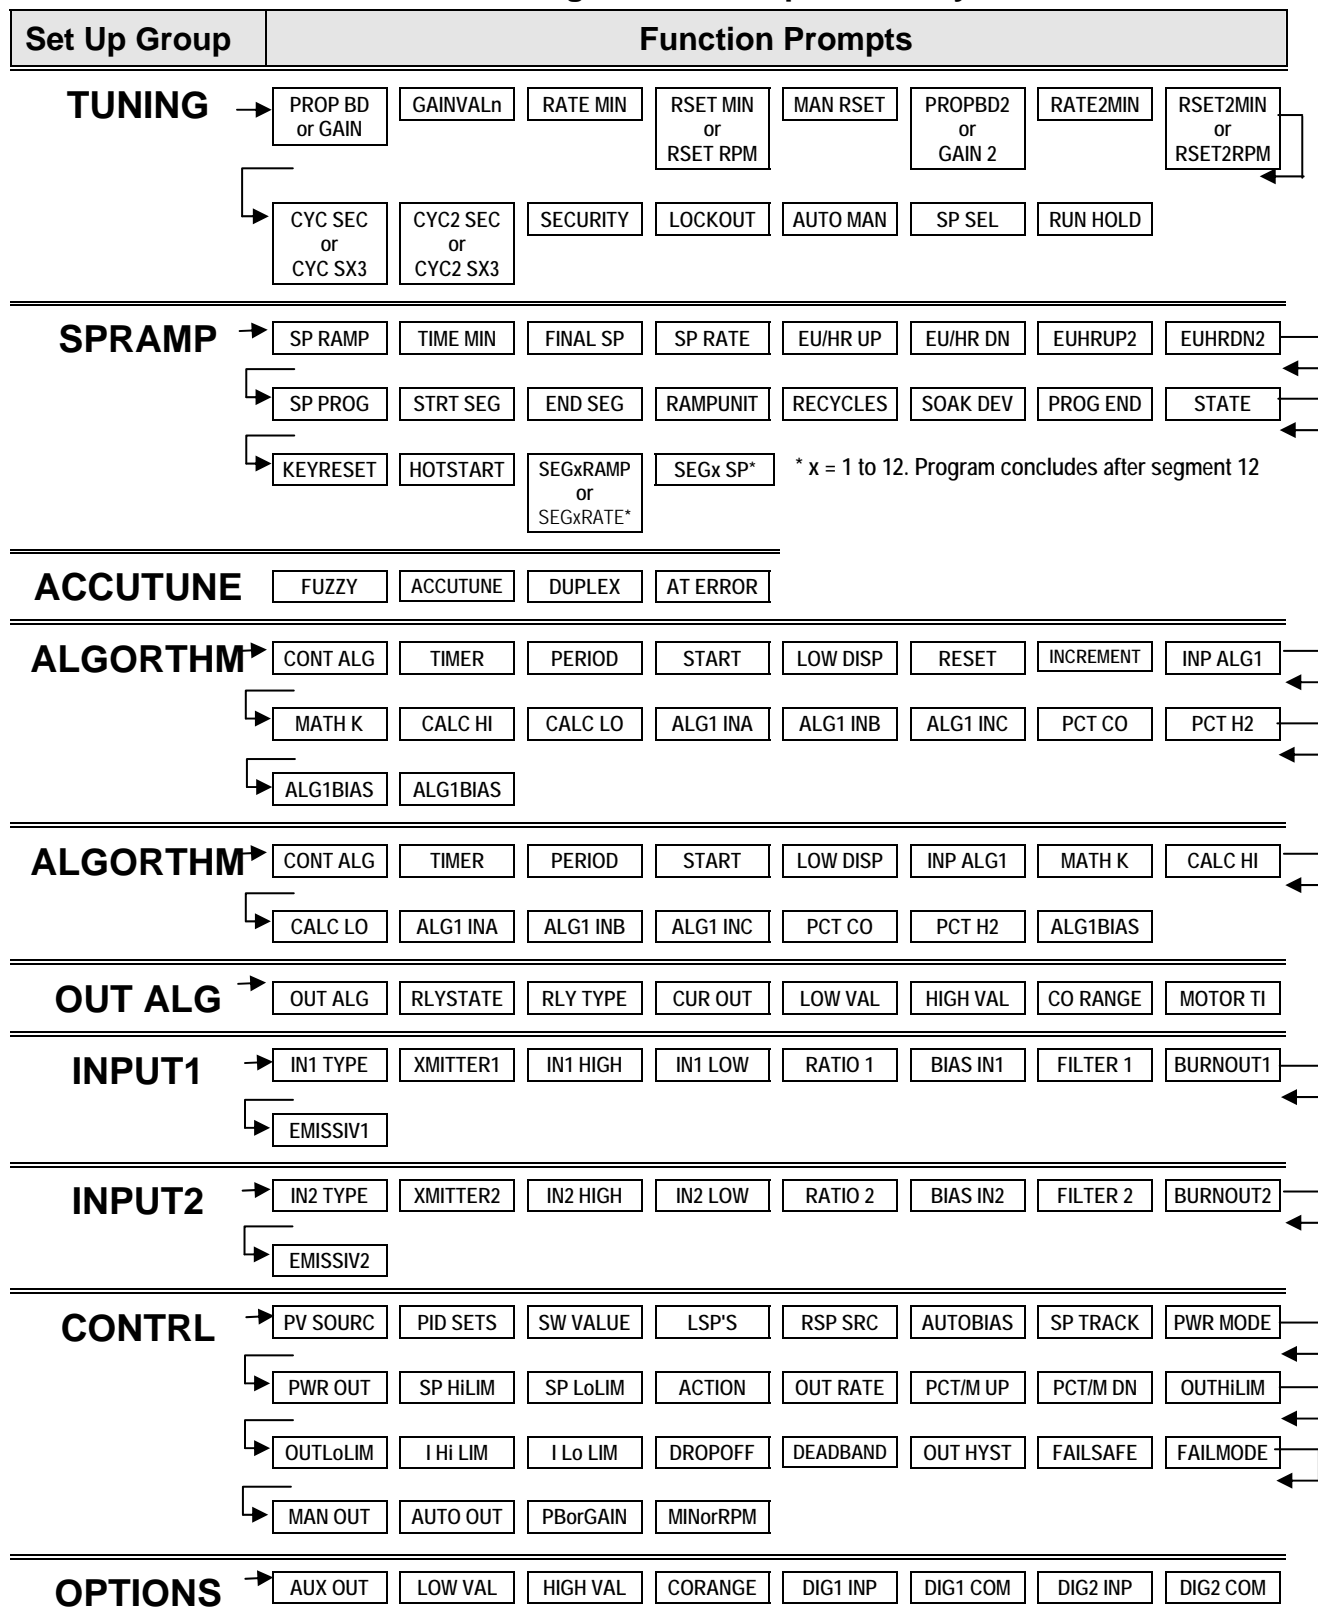 Set Up Group Function Prompts
TUNING PROP BD or GAIN GAINVALn RATE MIN RSET MIN or RSET RPM MAN RSET PROPBD2 or GAIN 2 RATE2MIN RSET2MIN or RSET2RPM
CYC SEC or CYC SX3 CYC2 SEC or CYC2 SX3 SECURITY LOCKOUT AUTO MAN SP SEL RUN HOLD
SPRAMP SP RAMP TIME MIN FINAL SP SP RATE EU/HR UP EU/HR DN EUHRUP2 EUHRDN2
SP PROG STRT SEG END SEG RAMPUNIT RECYCLES SOAK DEV PROG END STATE
KEYRESET HOTSTART SEGxRAMP or SEGxRATE* SEGx SP* * x = 1 to 12. Program concludes after segment 12
ACCUTUNE FUZZY ACCUTUNE DUPLEX AT ERROR
ALGORTHM CONT ALG TIMER PERIOD START LOW DISP RESET INCREMENT INP ALG1
MATH K CALC HI CALC LO ALG1 INA ALG1 INB ALG1 INC PCT CO PCT H2
ALG1BIAS ALG1BIAS
ALGORTHM CONT ALG TIMER PERIOD START LOW DISP INP ALG1 MATH K CALC HI
CALC LO ALG1 INA ALG1 INB ALG1 INC PCT CO PCT H2 ALG1BIAS
OUT ALG OUT ALG RLYSTATE RLY TYPE CUR OUT LOW VAL HIGH VAL CO RANGE MOTOR TI
INPUT1 IN1 TYPE XMITTER1 IN1 HIGH IN1 LOW RATIO 1 BIAS IN1 FILTER 1 BURNOUT1
EMISSIV1
INPUT2 IN2 TYPE XMITTER2 IN2 HIGH IN2 LOW RATIO 2 BIAS IN2 FILTER 2 BURNOUT2
EMISSIV2
CONTRL PV SOURC PID SETS SW VALUE LSP'S RSP SRC AUTOBIAS SP TRACK PWR MODE
PWR OUT SP HiLIM SP LoLIM ACTION OUT RATE PCT/M UP PCT/M DN OUTHiLIM
OUTLoLIM I Hi LIM I Lo LIM DROPOFF DEADBAND OUT HYST FAILSAFE FAILMODE
MAN OUT AUTO OUT PBorGAIN MINorRPM
OPTIONS AUX OUT LOW VAL HIGH VAL CORANGE DIG1 INP DIG1 COM DIG2 INP DIG2 COM